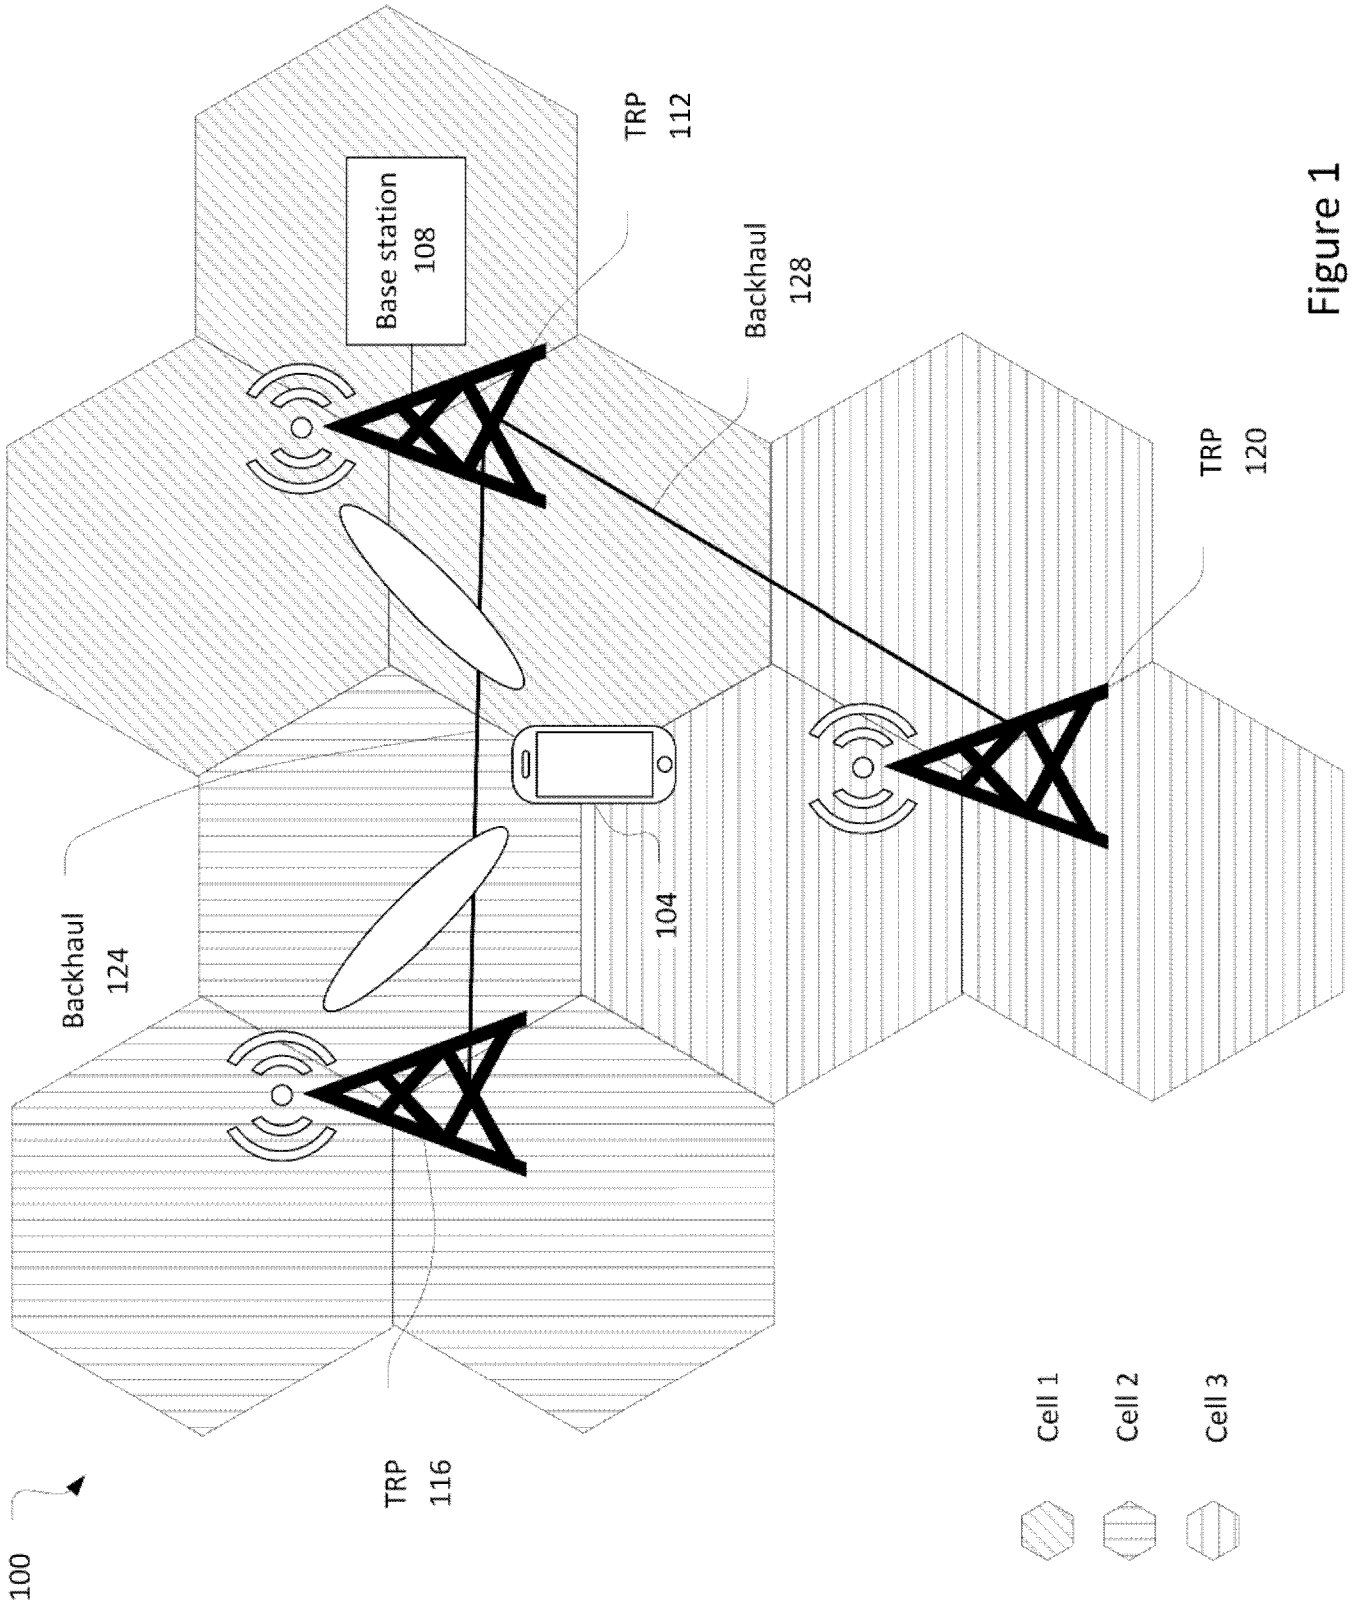 100
Backhaul
124
TRP
116
104
Base station
108
TRP
112
Backhaul
128
TRP
120
Cell 1
Cell 2
Cell 3
Figure 1